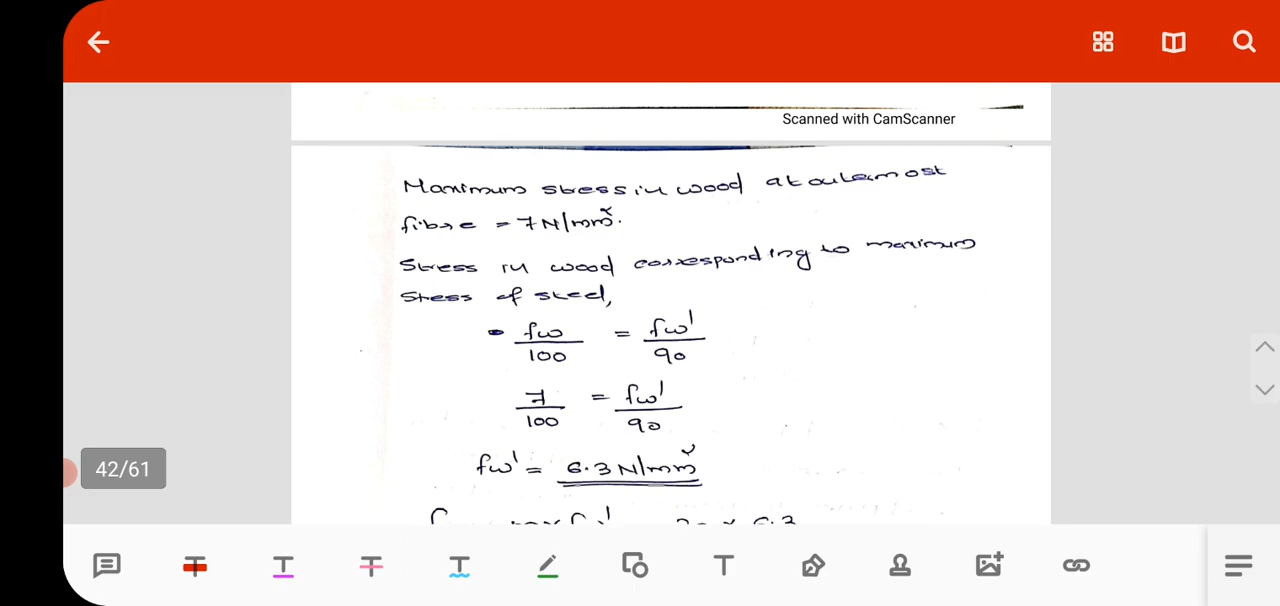 Scanned with CamScanner
Maximum stress in wood at outermost
fibre = 7 N/mm²
Stress in wood corresponding to maximum
stess of steel,
fw/100 = fw'/90
7/100 = fw'/90
fw' = 6.3 N/mm²
42/61